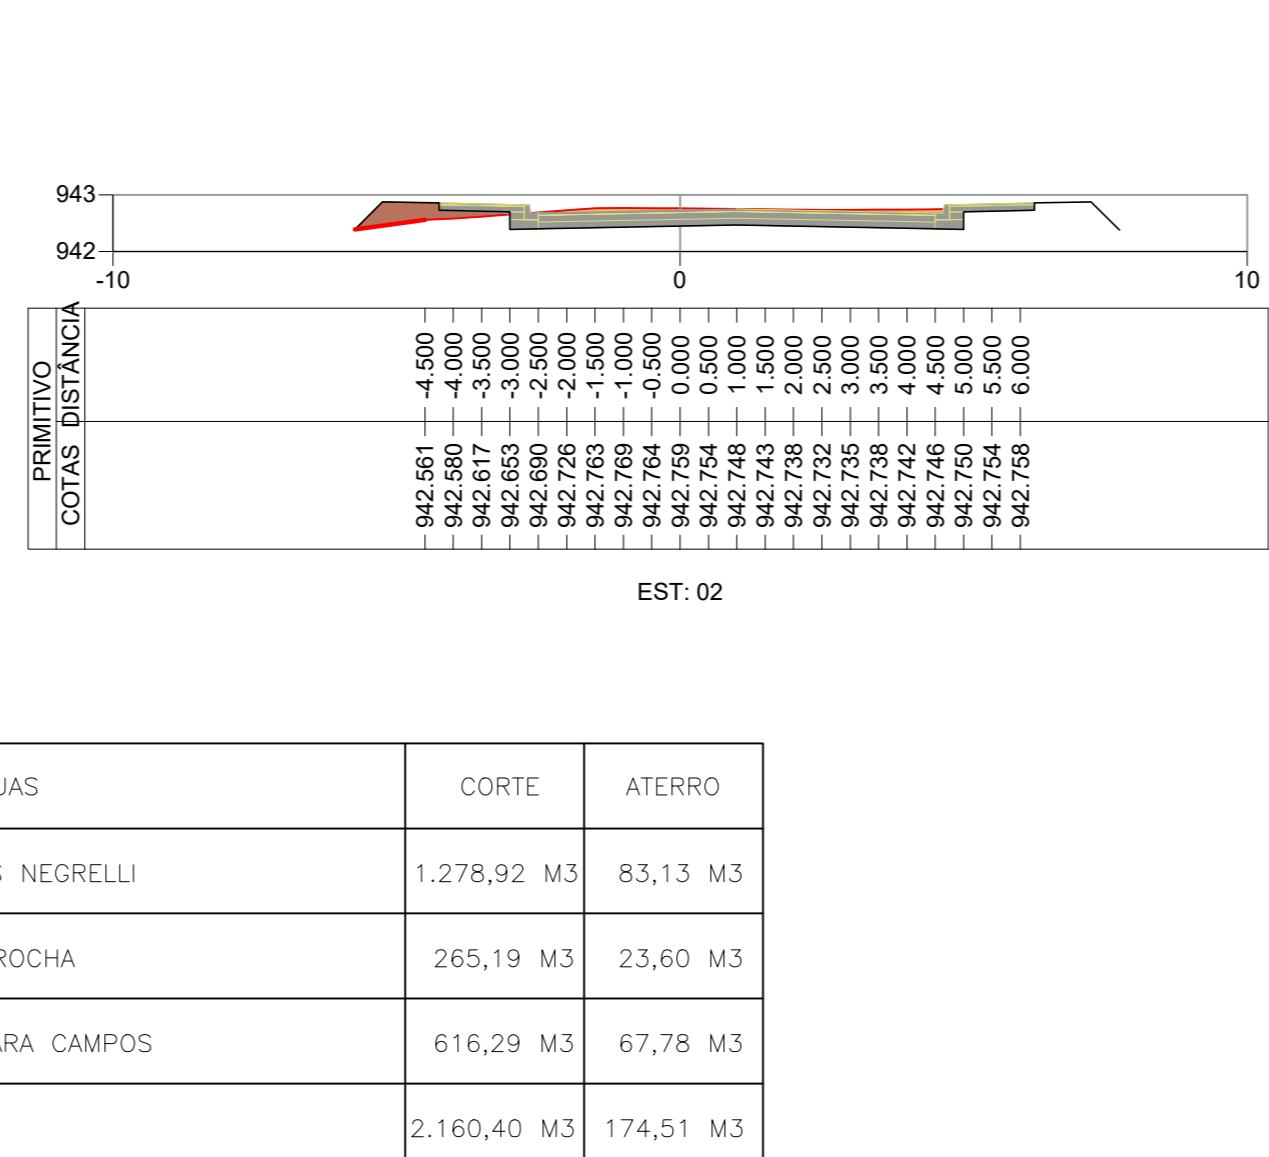 943
942
-10 0 10
PRIMITIVO
DISTÂNCIA
-4.500 -4.000 -3.500 -3.000 -2.500 -2.000 -1.500 -1.000 -0.500 0.000 0.500 1.000 1.500 2.000 2.500 3.000 3.500 4.000 4.500 5.000 5.500 6.000
COTAS
942.561 942.580 942.617 942.653 942.690 942.726 942.763 942.769 942.764 942.759 942.754 942.748 942.743 942.738 942.732 942.735 942.738 942.742 942.746 942.750 942.754 942.758
EST: 02
UAS CORTE ATERRO
S NEGRELLI 1.278,92 M3 83,13 M3
ROCHA 265,19 M3 23,60 M3
ARA CAMPOS 616,29 M3 67,78 M3
2.160,40 M3 174,51 M3